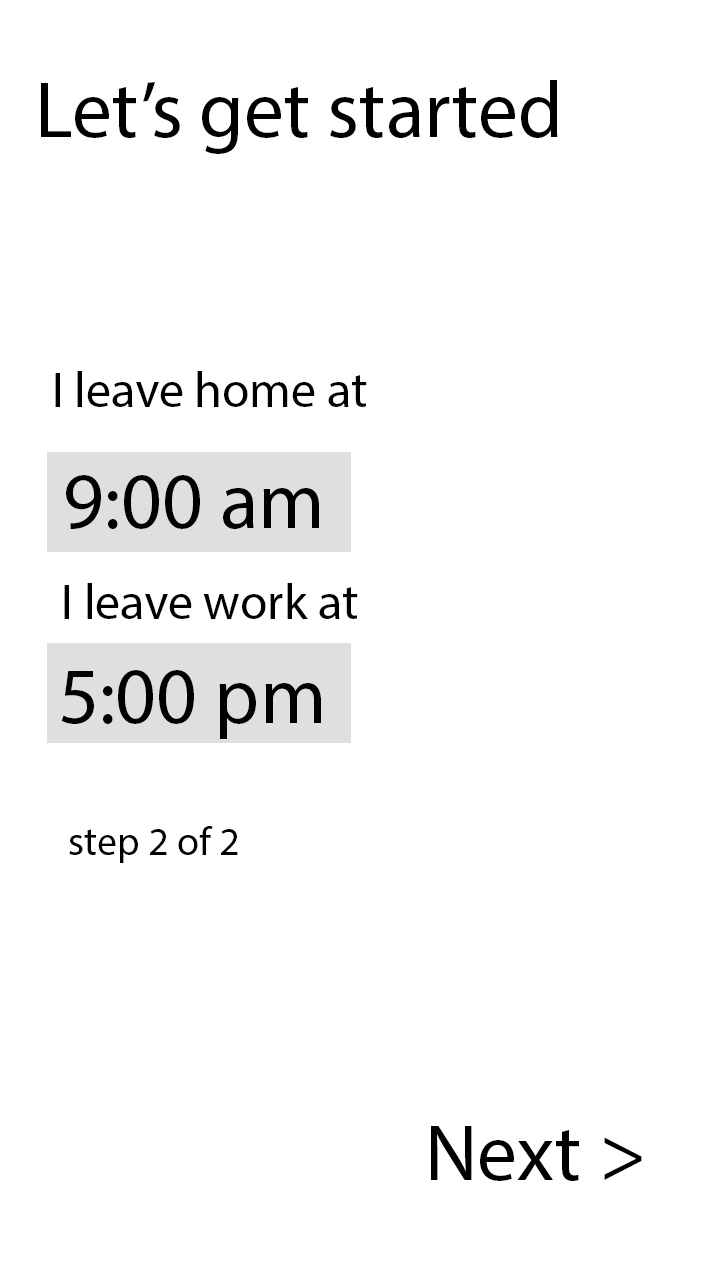 Let’s get started
I leave home at
9:00 am
I leave work at
5:00 pm
step 2 of 2
Next >